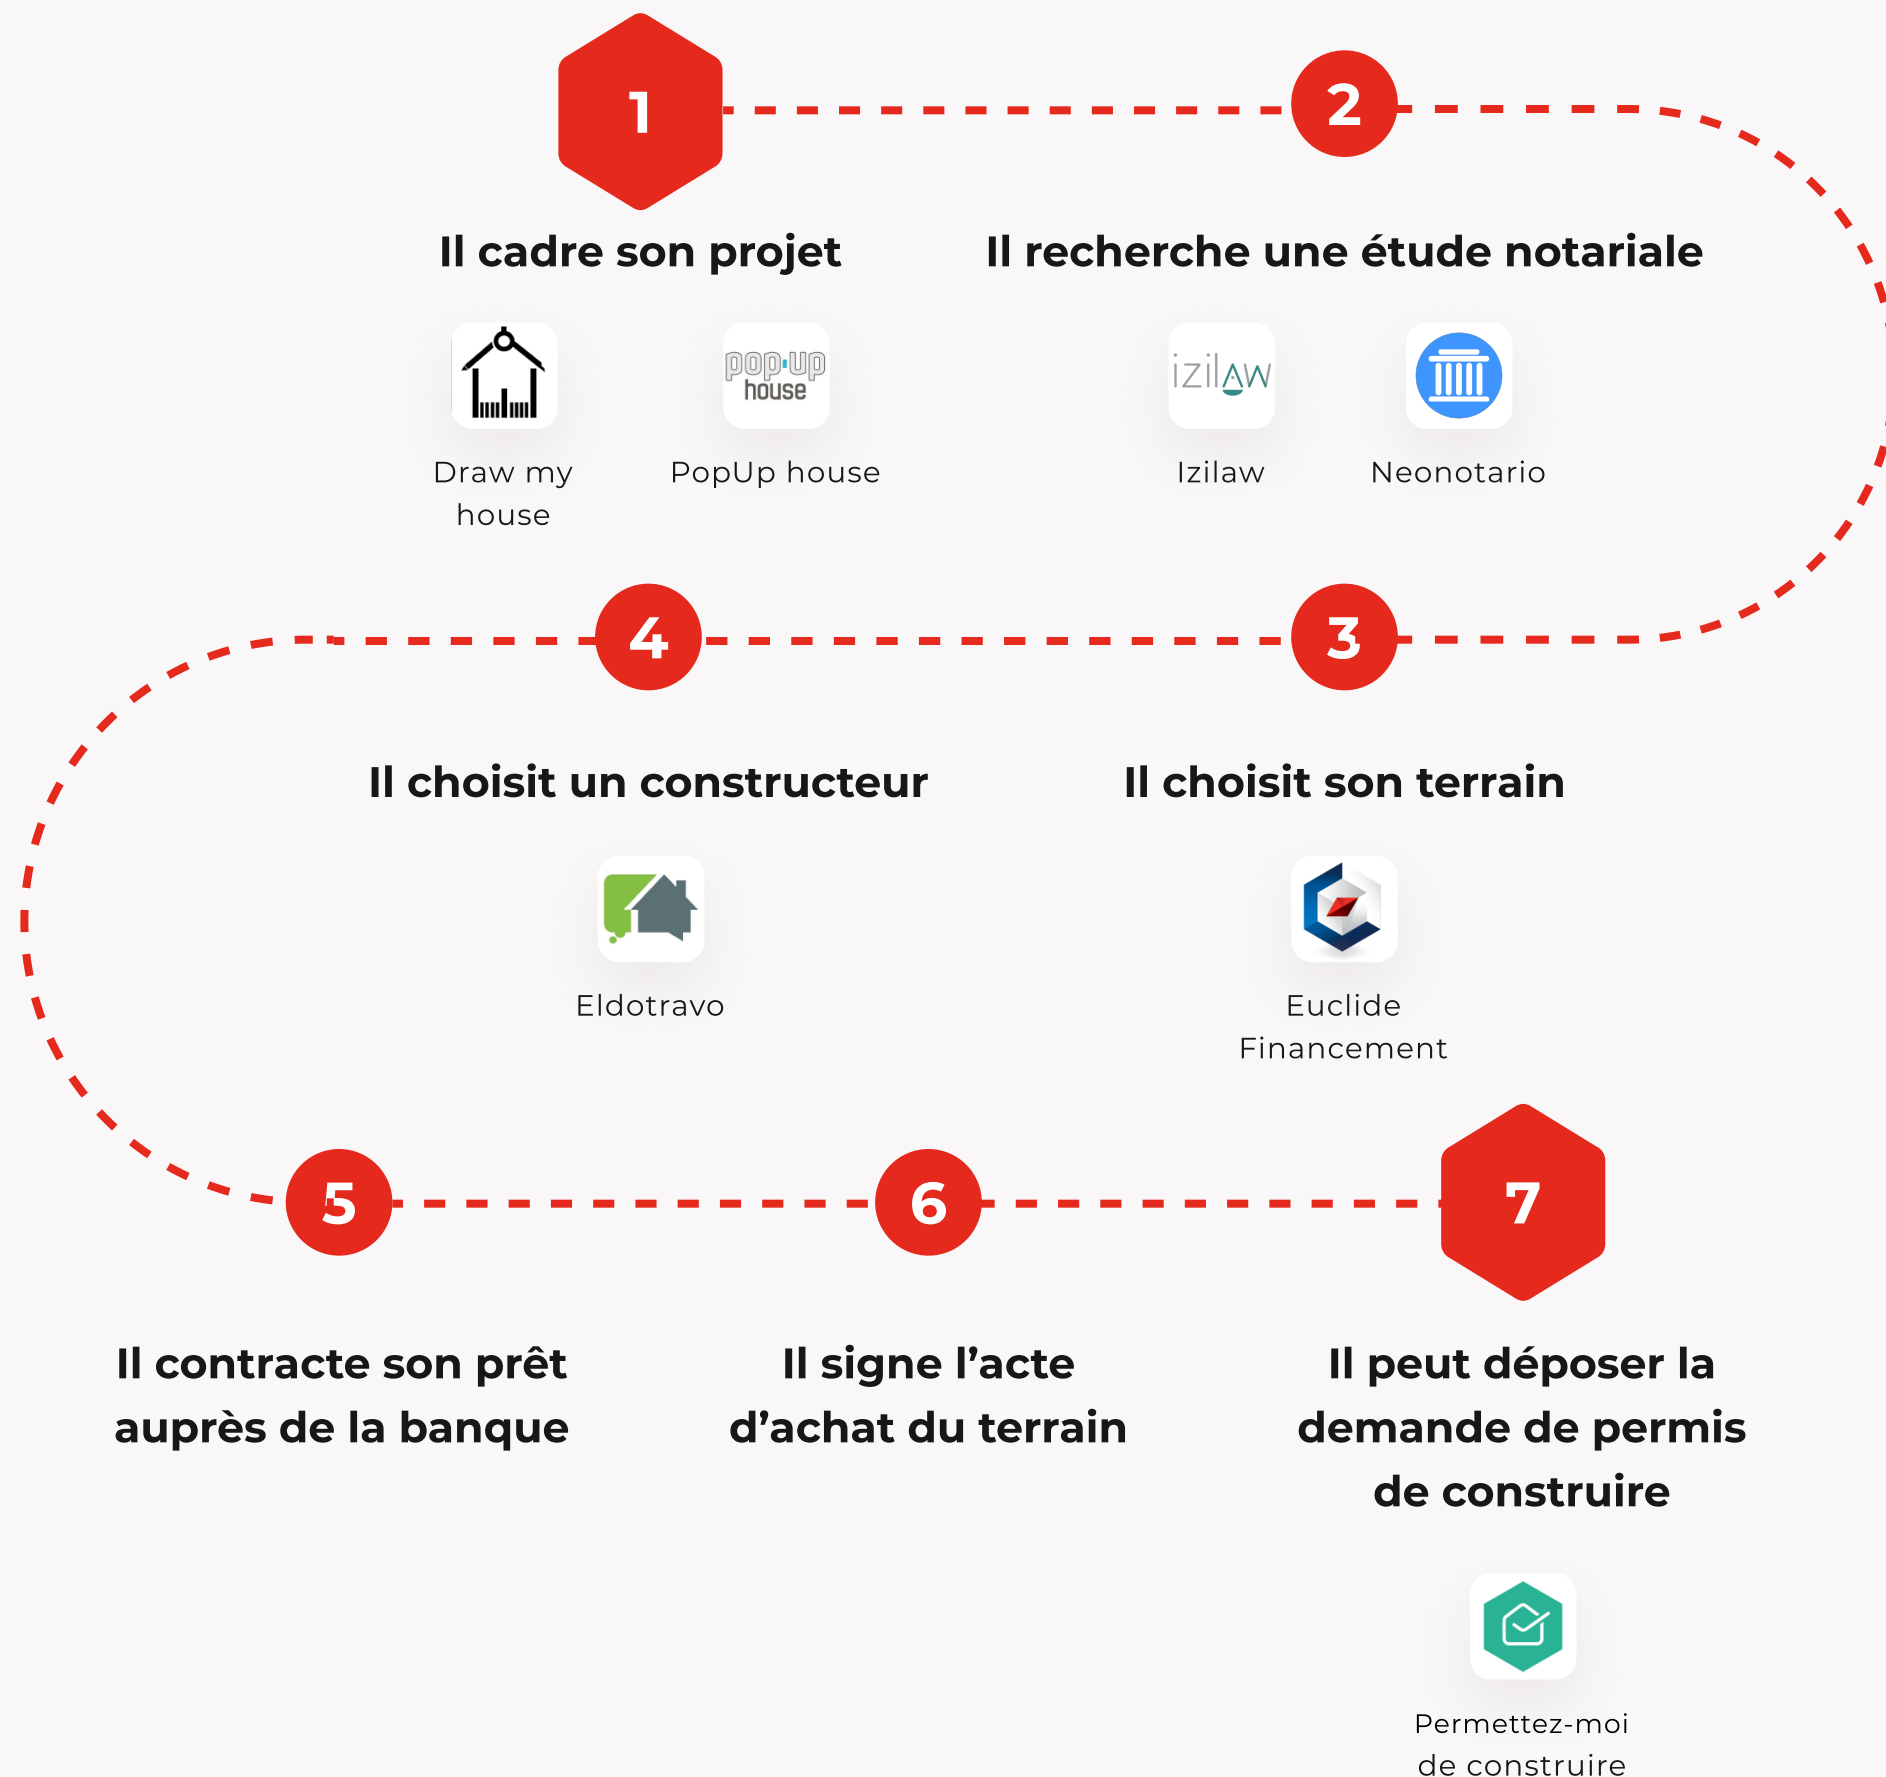 1
Il cadre son projet
pop-up
house
Draw my
house
PopUp house
2
Il recherche une étude notariale
izilaw
Izilaw
Neonotario
3
Il choisit son terrain
Euclide
Financement
4
Il choisit un constructeur
Eldotravo
5
Il contracte son prêt
auprès de la banque
6
Il signe l’acte
d’achat du terrain
7
Il peut déposer la
demande de permis
de construire
Permettez-moi
de construire